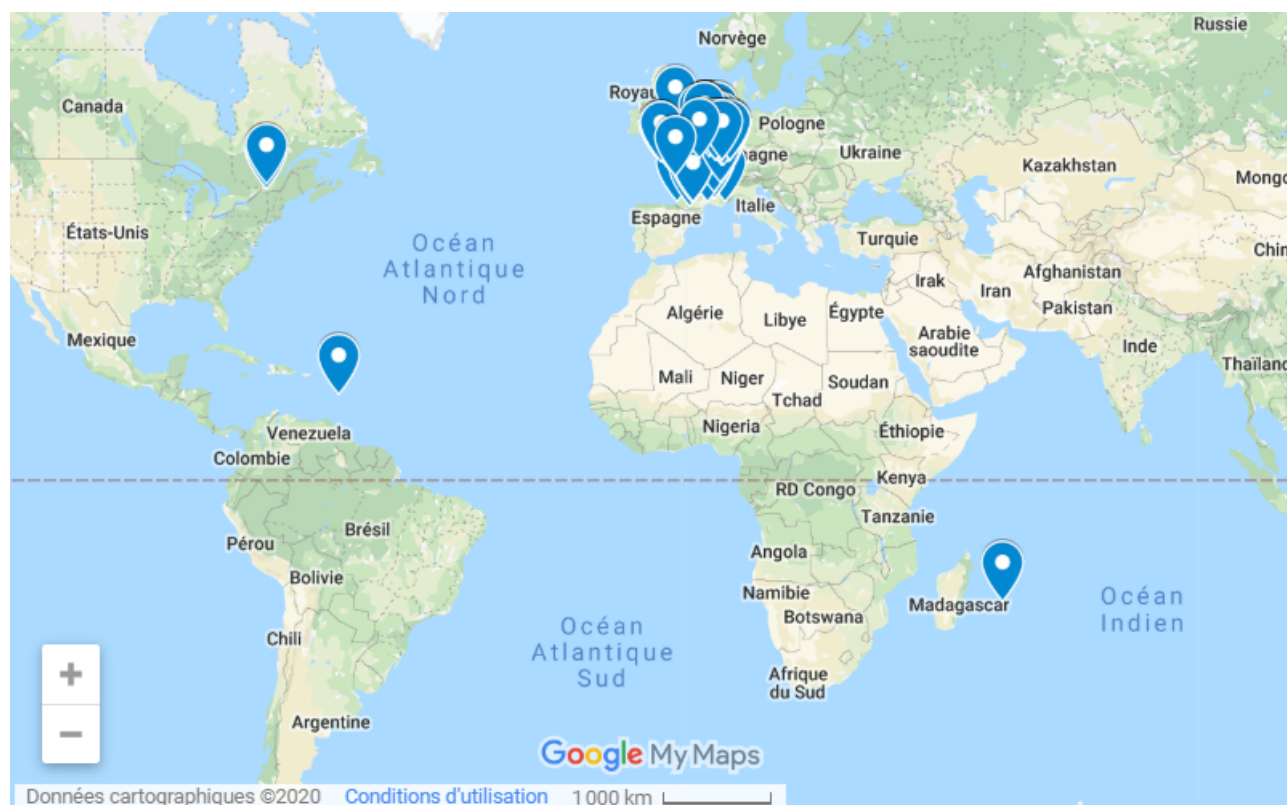 Russie
Norvège
Canada
Royau
Pologne
magne
Ukraine
Kazakhstan
Mongo
États-Unis
Espagne
Italie
Turquie
Océan
Atlantique
Nord
Irak
Iran
Afghanistan
Chin
Pakistan
Mexique
Algérie
Libye
Égypte
Arabie
saoudite
Inde
Thaïland
Mali
Niger
Tchad
Soudan
Venezuela
Nigeria
Éthiopie
Colombie
RD Congo
Kenya
Tanzanie
Brésil
Pérou
Angola
Bolivie
Namibie
Botswana
Madagascar
Océan
Indien
Chili
Océan
Atlantique
Sud
Afrique
du Sud
Argentine
Google My Maps
Données cartographiques ©2020 Conditions d'utilisation 1 000 km